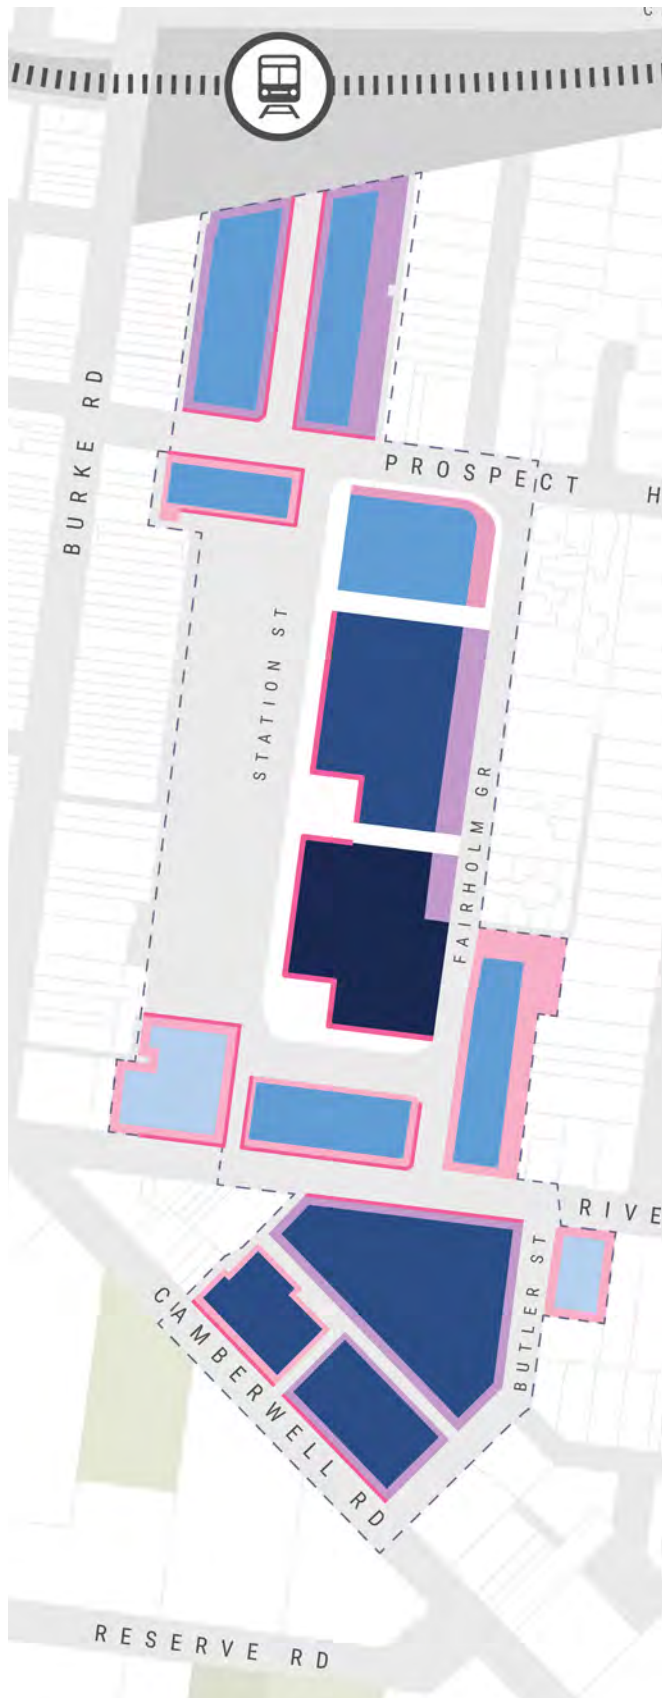 C
BURKE RD
PROSPECT H
STATION ST
FAIRHOLM GR
RIVE
BUTLER ST
CAMBERWELL RD
RESERVE RD